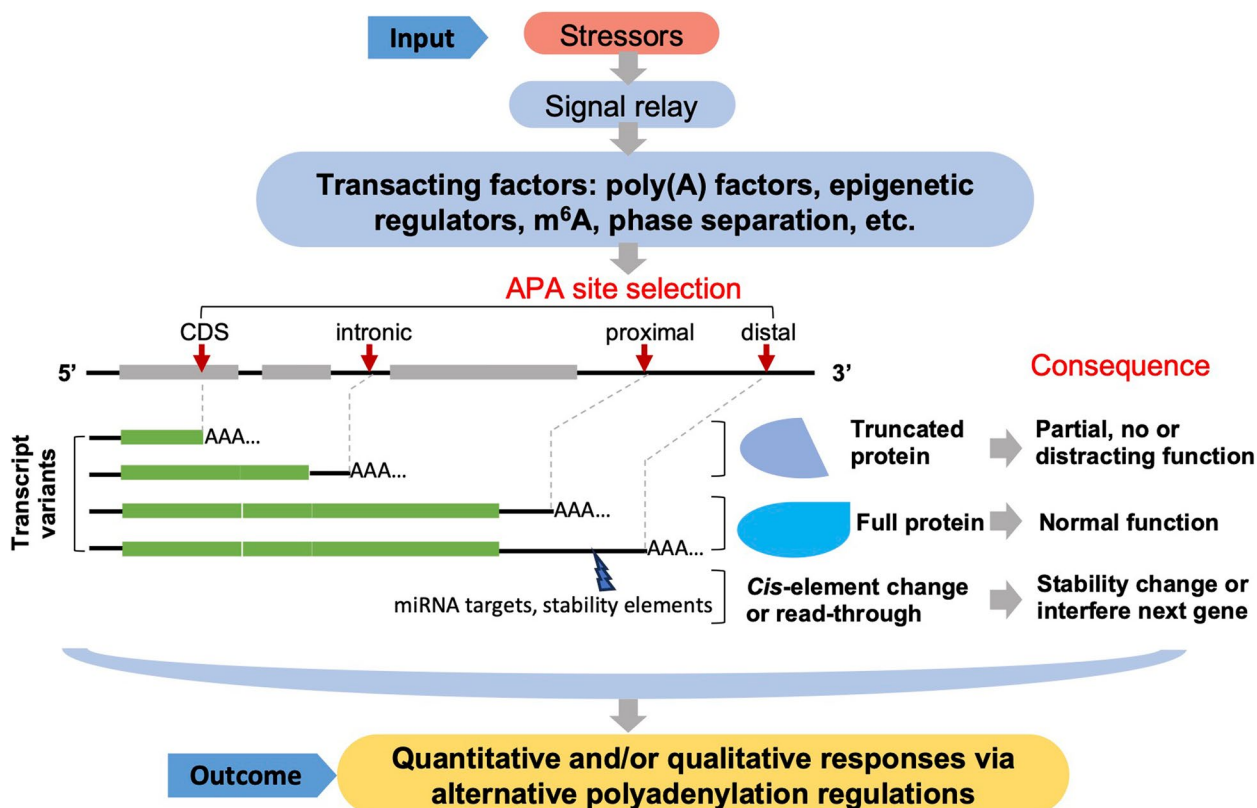 Input
Stressors
Signal relay
Transacting factors: poly(A) factors, epigenetic
regulators, m⁶A, phase separation, etc.
APA site selection
CDS
intronic
proximal
distal
5’
3’
Consequence
Transcript
variants
AAA...
AAA...
AAA...
AAA...
Truncated
protein
Partial, no or
distracting function
Full protein
Normal function
miRNA targets, stability elements
Cis-element change
or read-through
Stability change or
interfere next gene
Outcome
Quantitative and/or qualitative responses via
alternative polyadenylation regulations